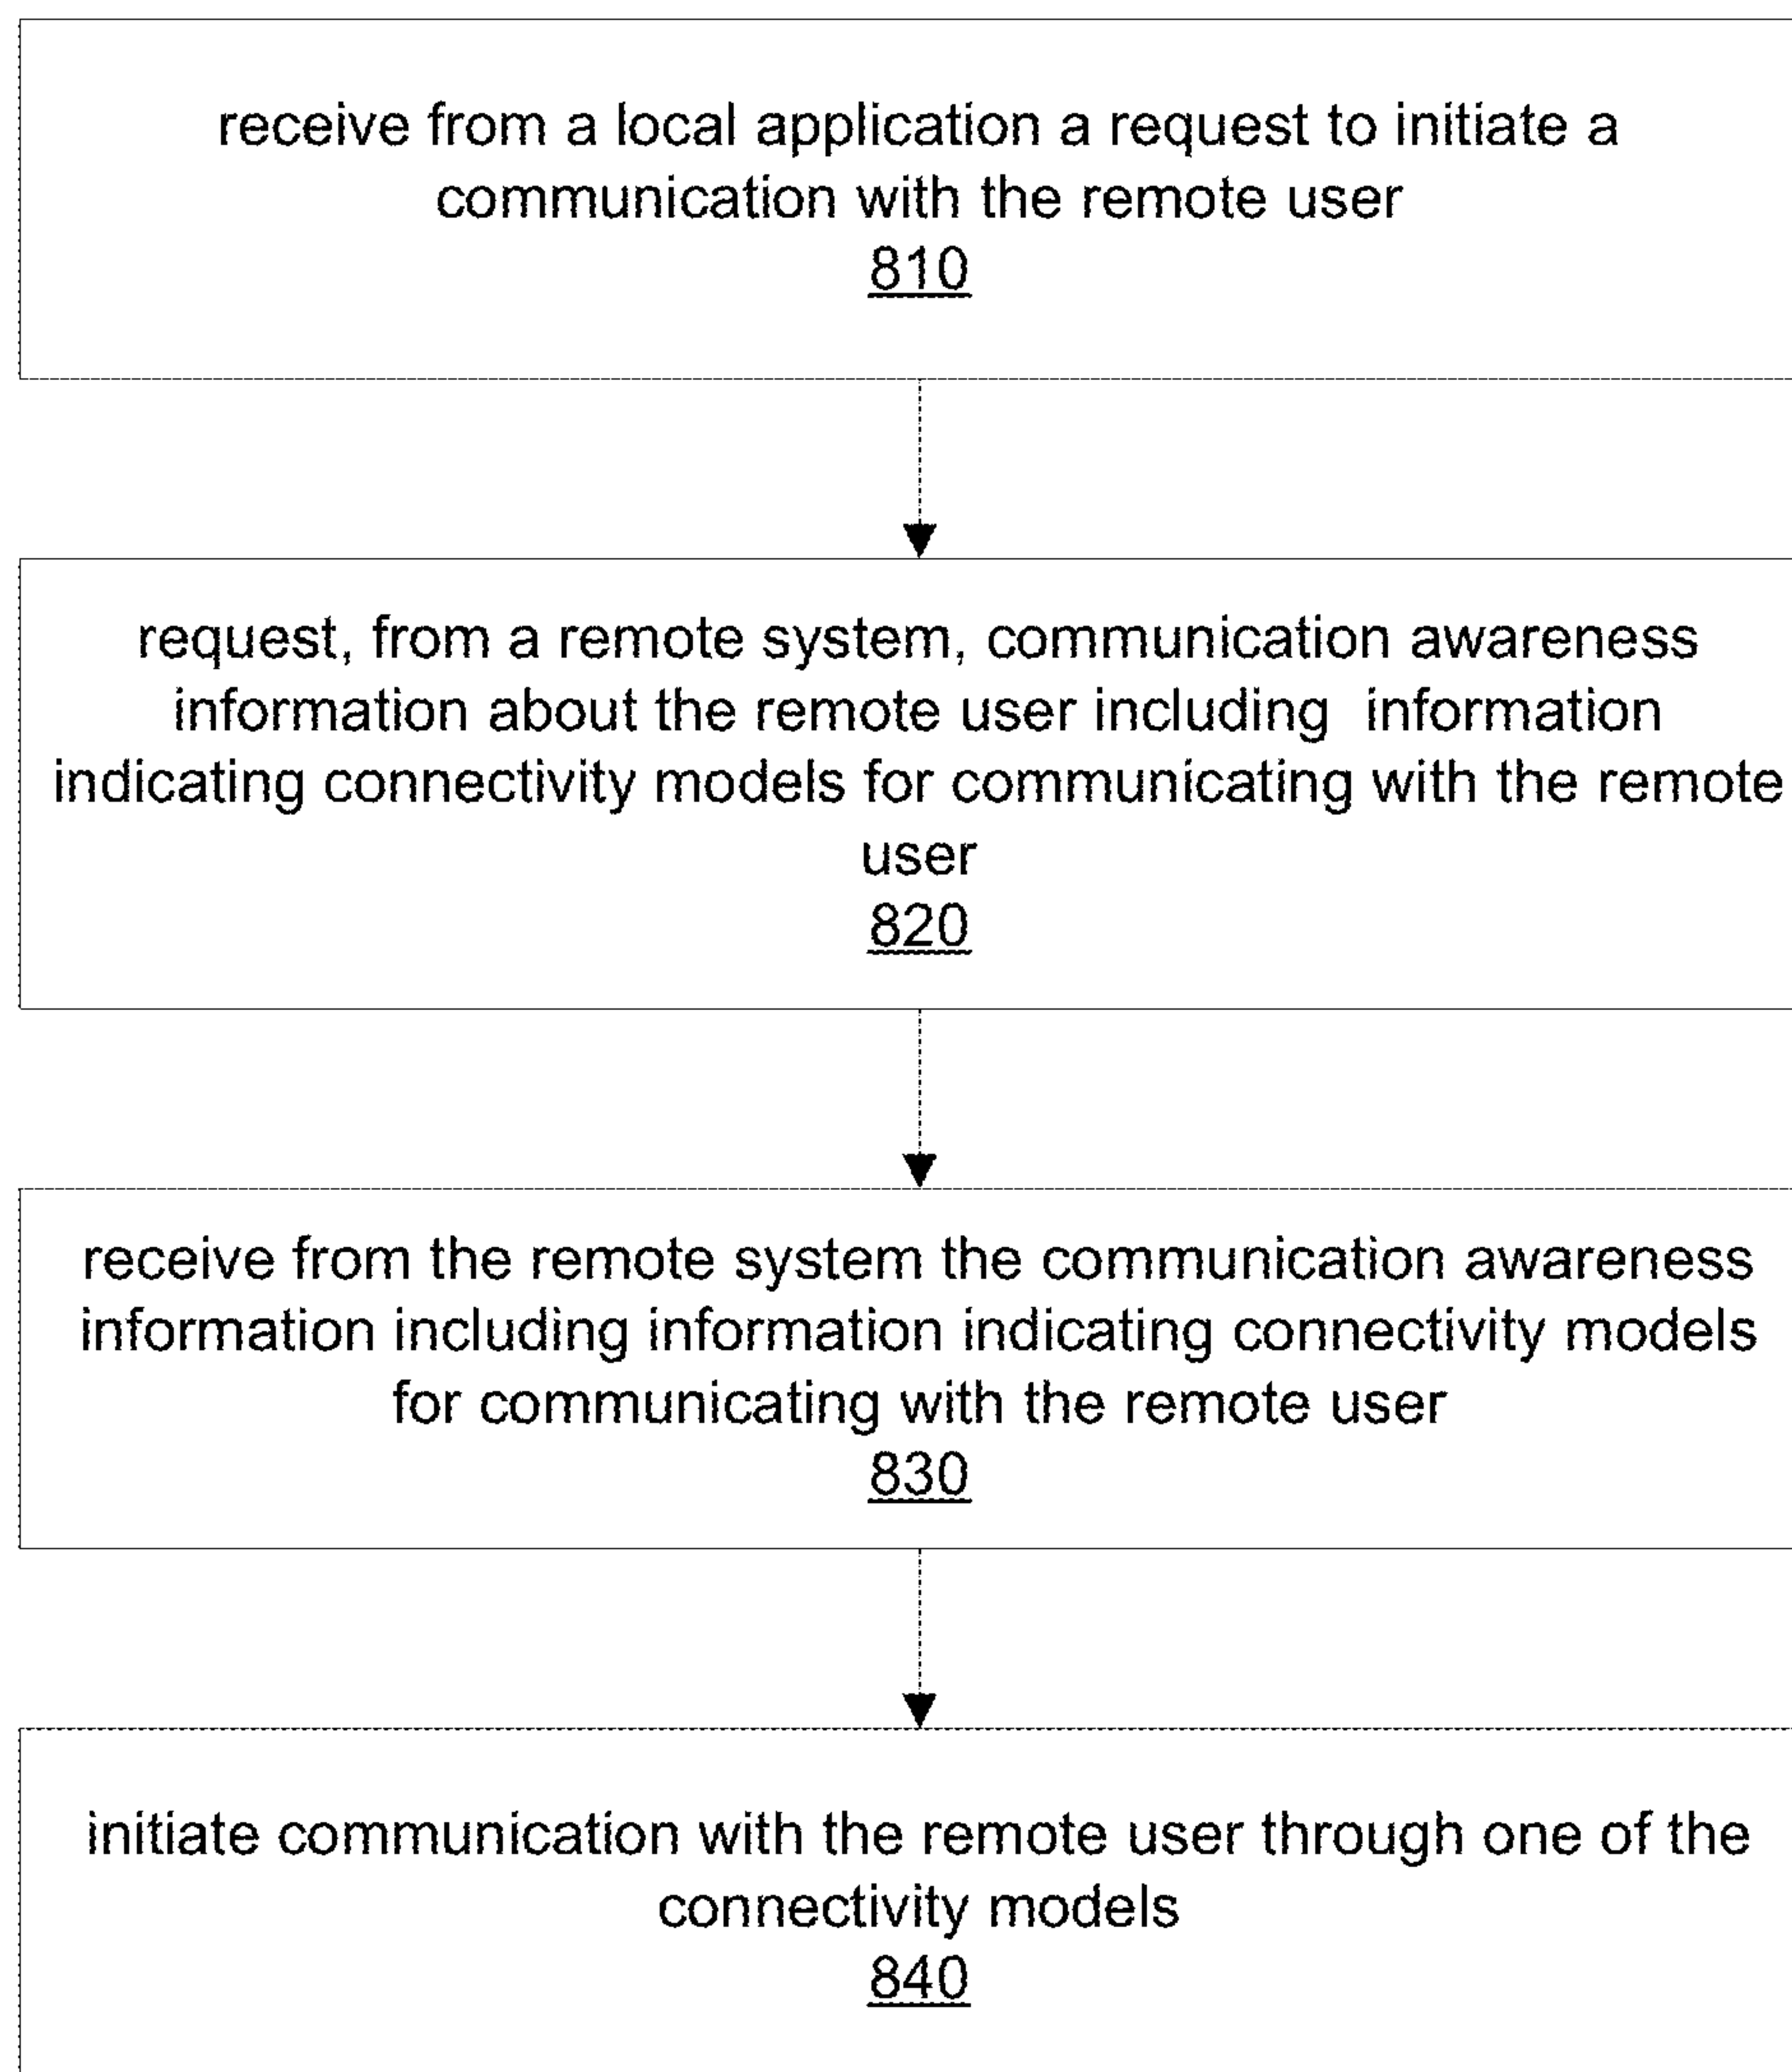 receive from a local application a request to initiate a
communication with the remote user
810
request, from a remote system, communication awareness
information about the remote user including information
indicating connectivity models for communicating with the remote
user
820
receive from the remote system the communication awareness
information including information indicating connectivity models
for communicating with the remote user
830
initiate communication with the remote user through one of the
connectivity models
840